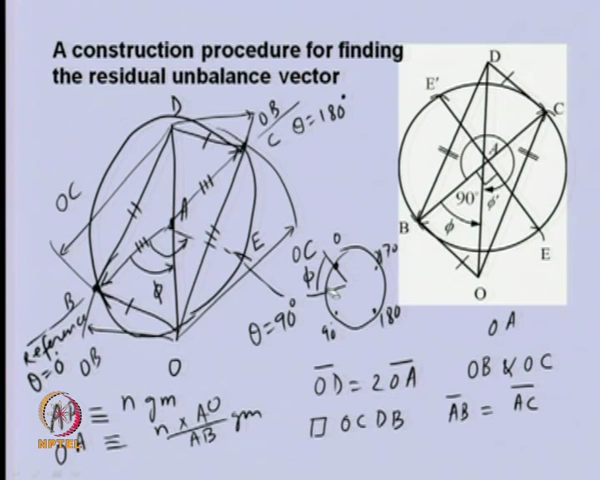 A construction procedure for finding
the residual unbalance vector
D
OB
C θ = 180°
OC
A
E
B
Reference
θ = 0°
OB
ϕ
O
θ = 90°
OC
ϕ
0
270
180
90
D
E′
C
A
90°
ϕ′
B
ϕ
E
O
OA
OD = 2OA
OB & OC
□ OCDB
AB = AC
AB ≡ n gm
OA ≡ n × AO / AB gm
NPTEL